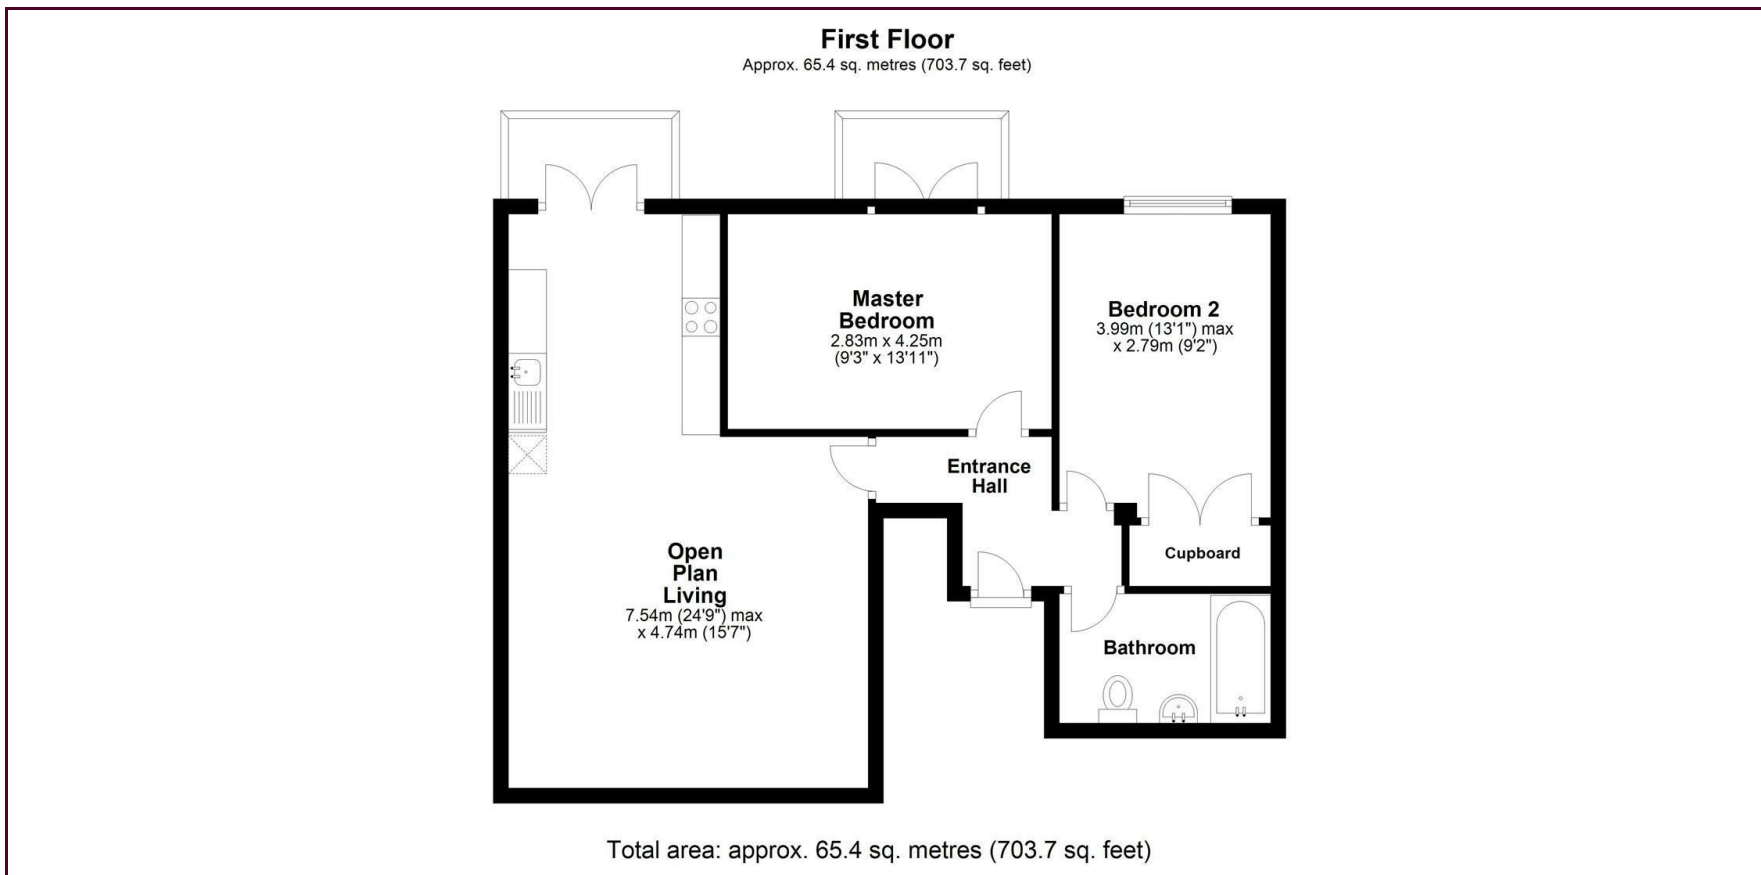 First Floor
Approx. 65.4 sq. metres (703.7 sq. feet)
Master
Bedroom
2.83m x 4.25m
(9'3" x 13'11")
Bedroom 2
3.99m (13'1") max
x 2.79m (9'2")
Entrance
Hall
Cupboard
Open
Plan
Living
7.54m (24'9") max
x 4.74m (15'7")
Bathroom
Total area: approx. 65.4 sq. metres (703.7 sq. feet)